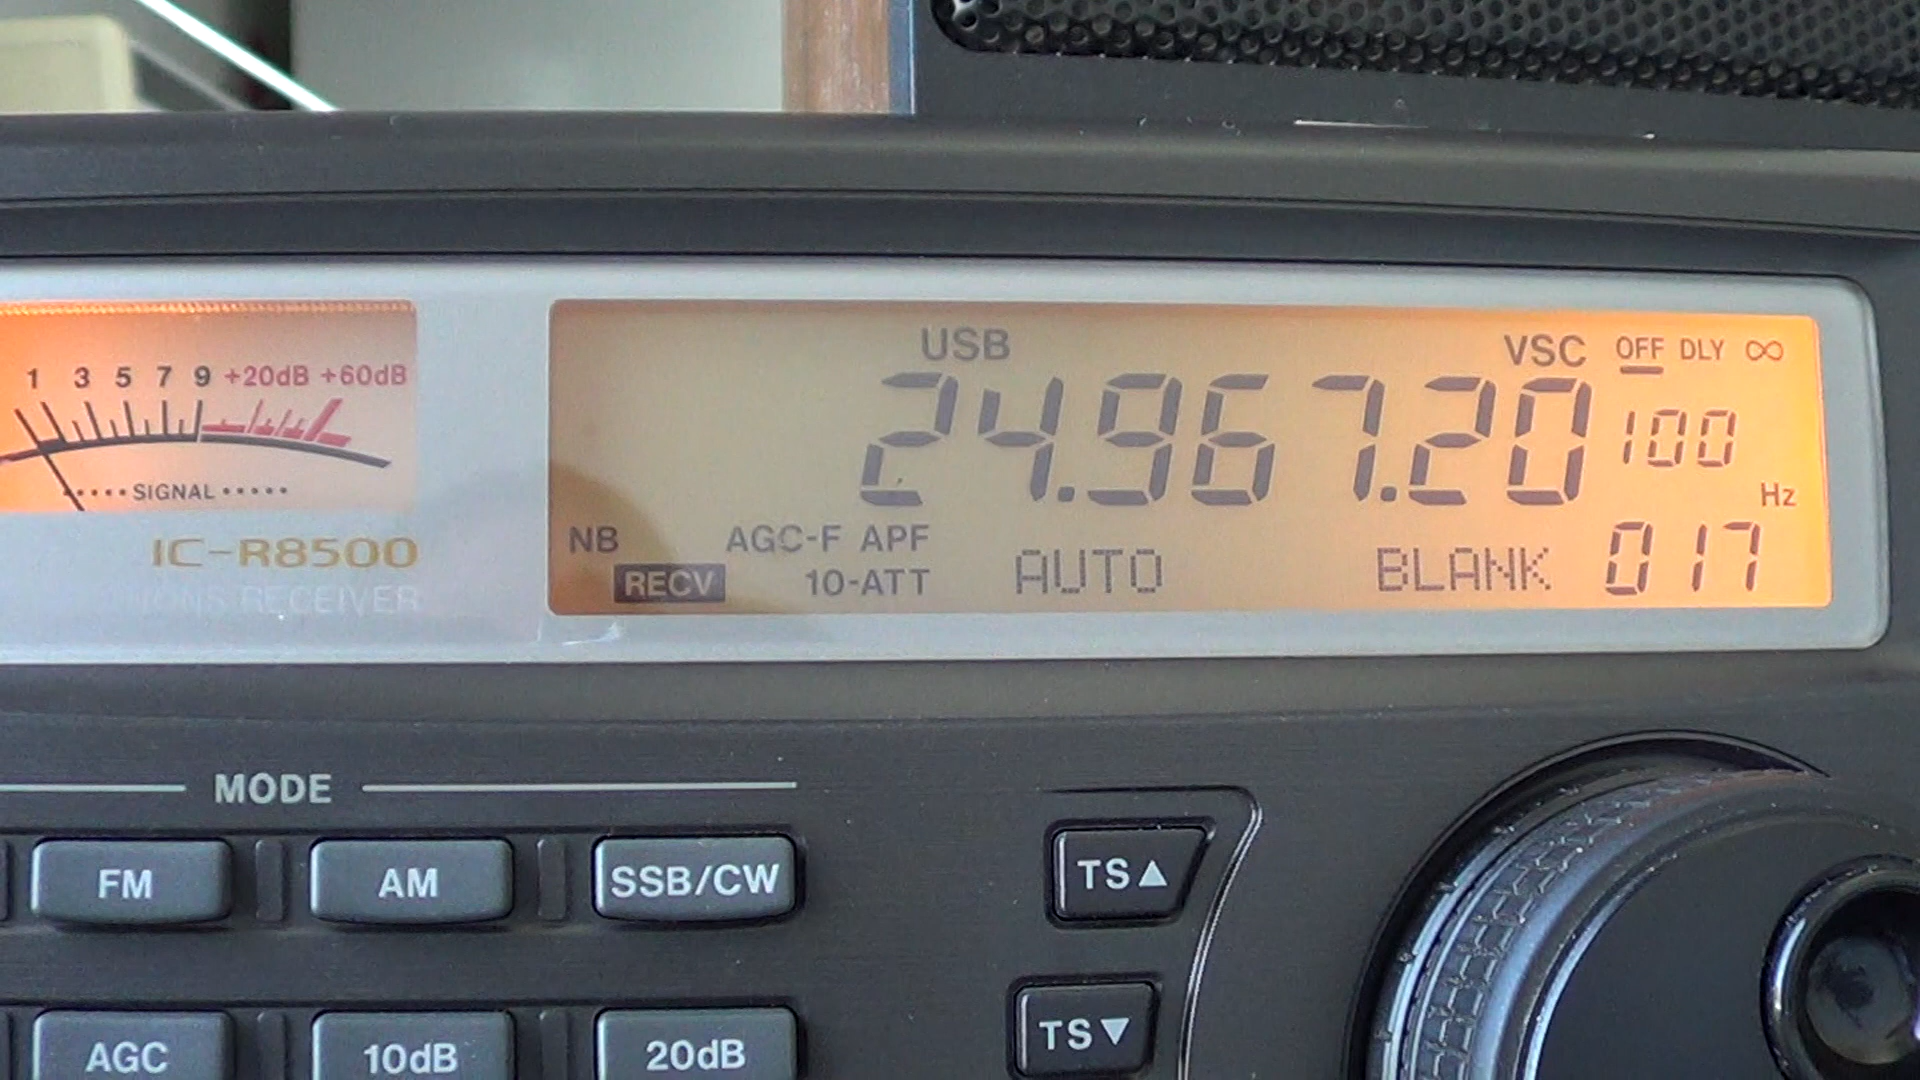 1 3 5 7 9 +20dB +60dB
SIGNAL
IC-R8500
IONS RECEIVER
USB VSC OFF DLY ∞
24.967.20 100
Hz
NB AGC-F APF
RECV 10-ATT AUTO BLANK 017
MODE
FM AM SSB/CW TS▲
AGC 10dB 20dB TS▼